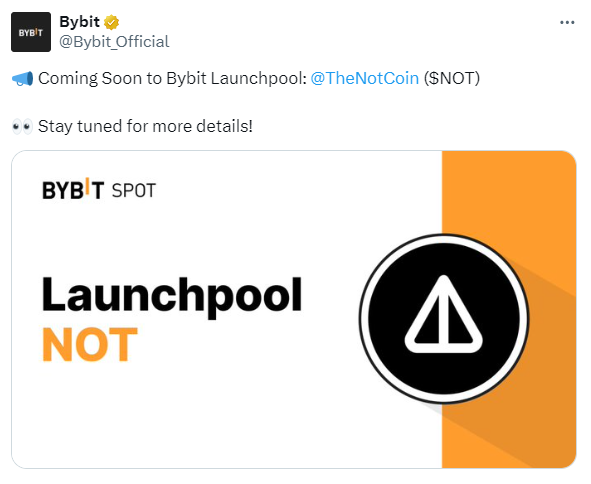 BYBIT
Bybit
@Bybit_Official
📣 Coming Soon to Bybit Launchpool: @TheNotCoin ($NOT)
👀 Stay tuned for more details!
BYBIT SPOT
Launchpool
NOT